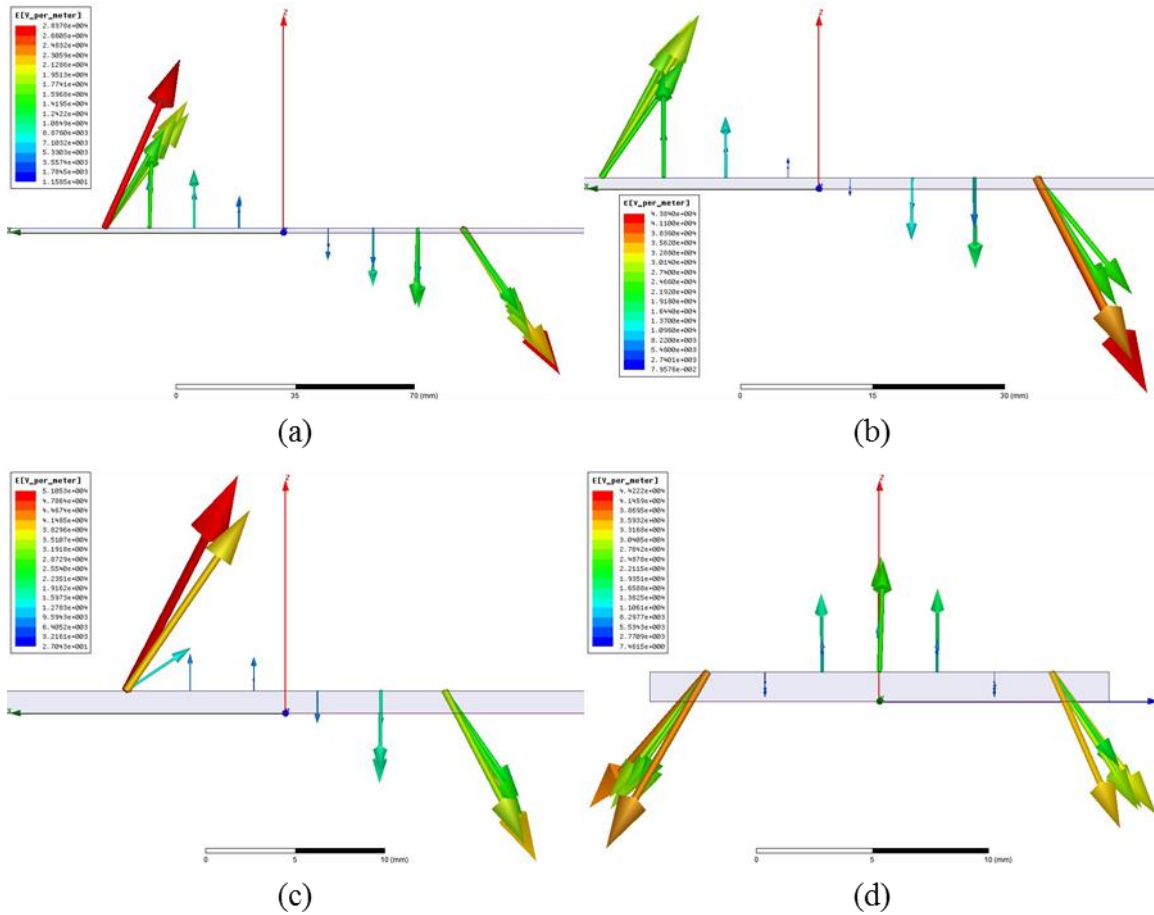 E[V_per_meter]
2.8378e+004
2.6605e+004
2.4832e+004
2.3059e+004
2.1286e+004
1.9513e+004
1.7741e+004
1.5968e+004
1.4195e+004
1.2422e+004
1.0649e+004
8.8760e+003
7.1032e+003
5.3303e+003
3.5574e+003
1.7845e+003
1.1585e+001
Z
0 35 70 (mm)
(a)
Z
E[V_per_meter]
4.3840e+004
4.1100e+004
3.8360e+004
3.5620e+004
3.2880e+004
3.0140e+004
2.7400e+004
2.4660e+004
2.1920e+004
1.9180e+004
1.6440e+004
1.3700e+004
1.0960e+004
8.2200e+003
5.4800e+003
2.7401e+003
7.9576e-002
0 15 30 (mm)
(b)
E[V_per_meter]
5.1053e+004
4.7864e+004
4.4674e+004
4.1485e+004
3.8296e+004
3.5107e+004
3.1918e+004
2.8729e+004
2.5540e+004
2.2351e+004
1.9162e+004
1.5973e+004
1.2783e+004
9.5943e+003
6.4052e+003
3.2161e+003
2.7043e+001
Z
0 5 10 (mm)
(c)
E[V_per_meter]
4.4222e+004
4.1459e+004
3.8695e+004
3.5932e+004
3.3168e+004
3.0405e+004
2.7642e+004
2.4878e+004
2.2115e+004
1.9351e+004
1.6588e+004
1.3825e+004
1.1061e+004
8.2977e+003
5.5343e+003
2.7709e+003
7.4615e+000
Z
0 5 10 (mm)
(d)